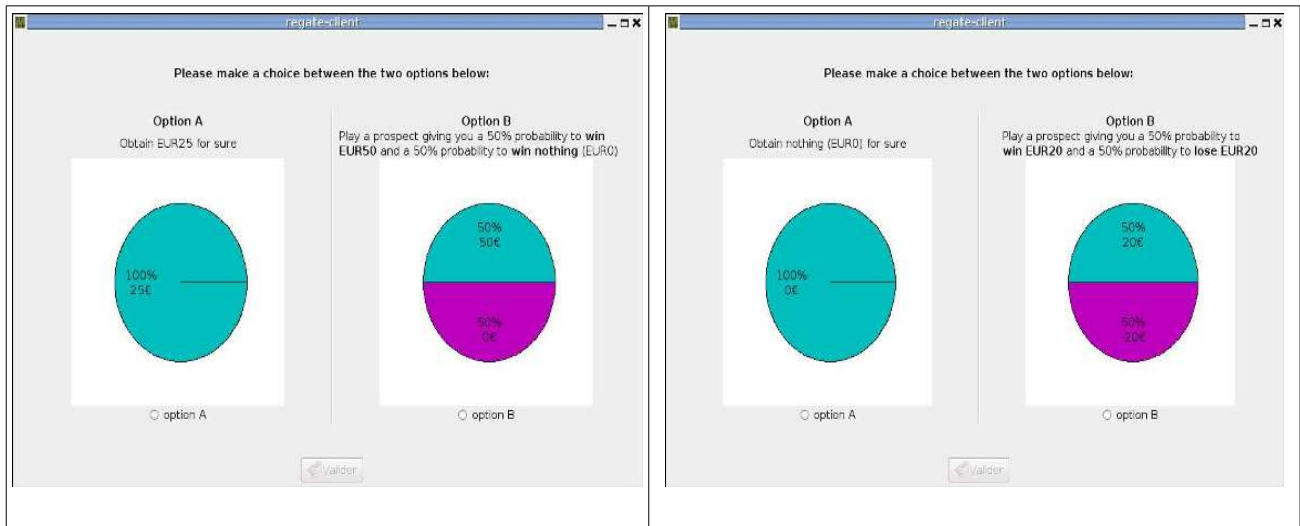 regate-client
Please make a choice between the two options below:
Option A
Obtain EUR25 for sure
100%
25€
option A
Option B
Play a prospect giving you a 50% probability to win
EUR50 and a 50% probability to win nothing (EUR0)
50%
50€
50%
0€
option B
Valider
regate-client
Please make a choice between the two options below:
Option A
Obtain nothing (EUR0) for sure
100%
0€
option A
Option B
Play a prospect giving you a 50% probability to
win EUR20 and a 50% probability to lose EUR20
50%
20€
50%
-20€
option B
Valider